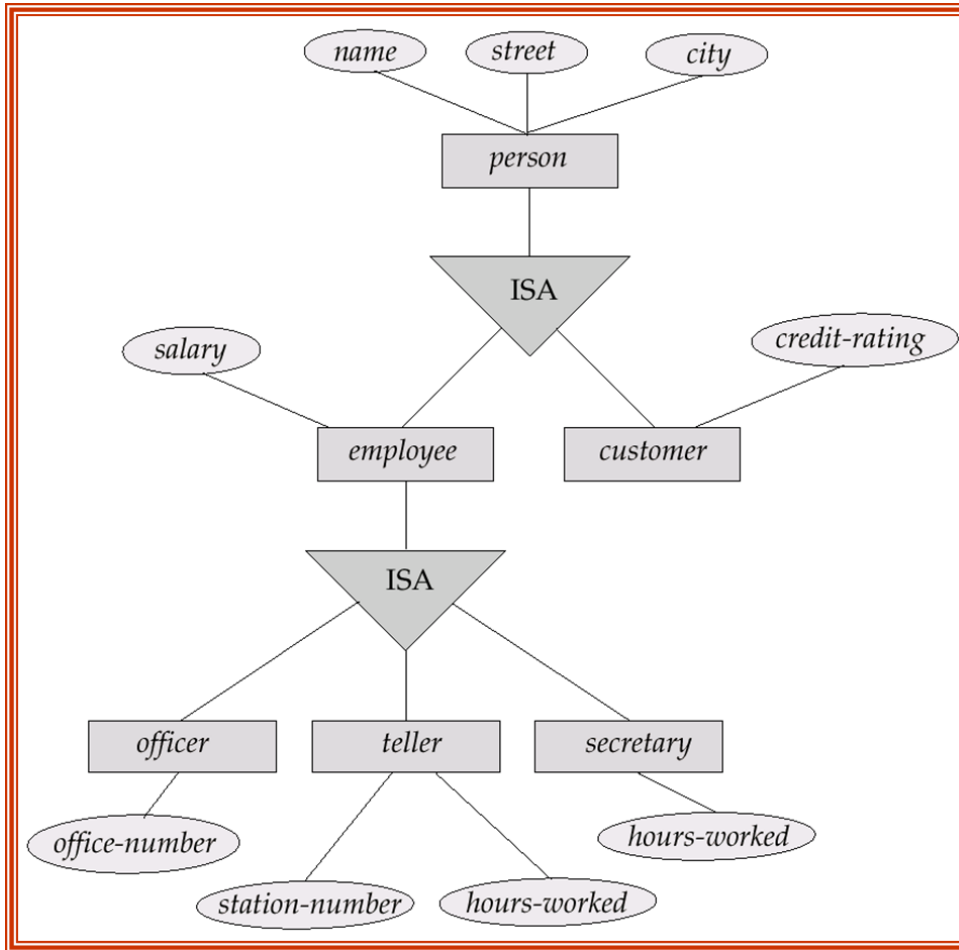 name
street
city
person
ISA
salary
credit-rating
employee
customer
ISA
officer
teller
secretary
office-number
hours-worked
station-number
hours-worked